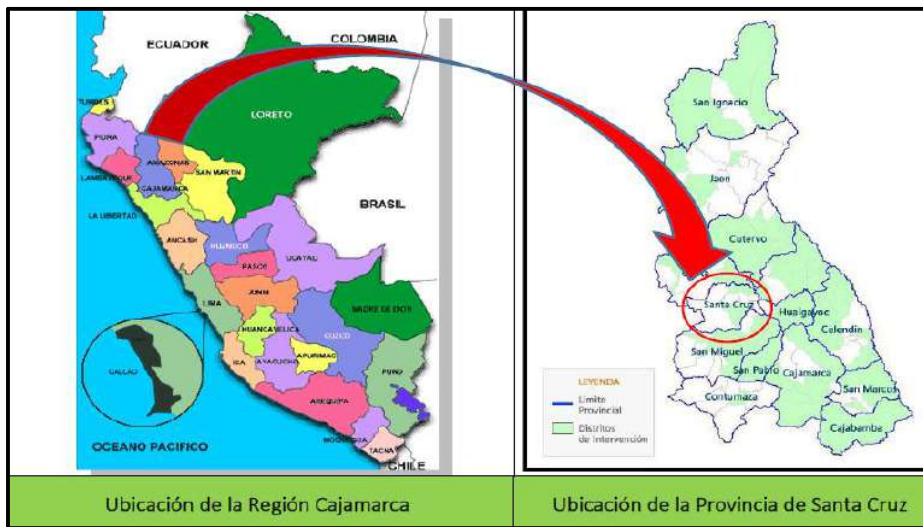 ECUADOR
COLOMBIA
TUMBES
LORETO
PIURA
AMAZONAS
LAMBAYEQUE
SAN MARTIN
CAJAMARCA
LA LIBERTAD
BRASIL
ANCASH
HUANUCO
UCAYALI
PASCO
LIMA
JUNIN
MADRE DE DIOS
HUANCAVELICA
CUZCO
CALLAO
ICA
AYACUCHO
APURIMAC
PUNO
AREQUIPA
OCEANO PACIFICO
MOQUEGUA
TACNA
CHILE
San Ignacio
Jaen
Cutervo
Santa Cruz
Hualgayoc
Celendin
San Miguel
San Pablo
Cajamarca
San Marcos
Contumaza
Cajabamba
LEYENDA
Limite
Provincial
Distritos
de Intervención
Ubicación de la Región Cajamarca
Ubicación de la Provincia de Santa Cruz